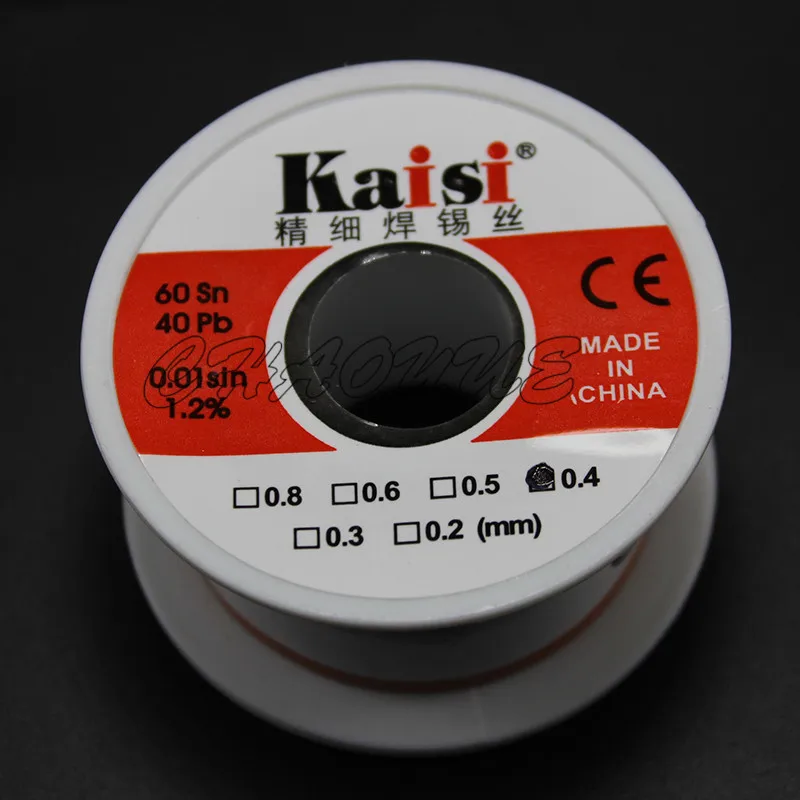 Kaisi®
精细焊锡丝
60 Sn
40 Pb
0.01sin
1.2%
CHAOYUE
CE
MADE
IN
CHINA
0.8 0.6 0.5 0.4
0.3 0.2 (mm)